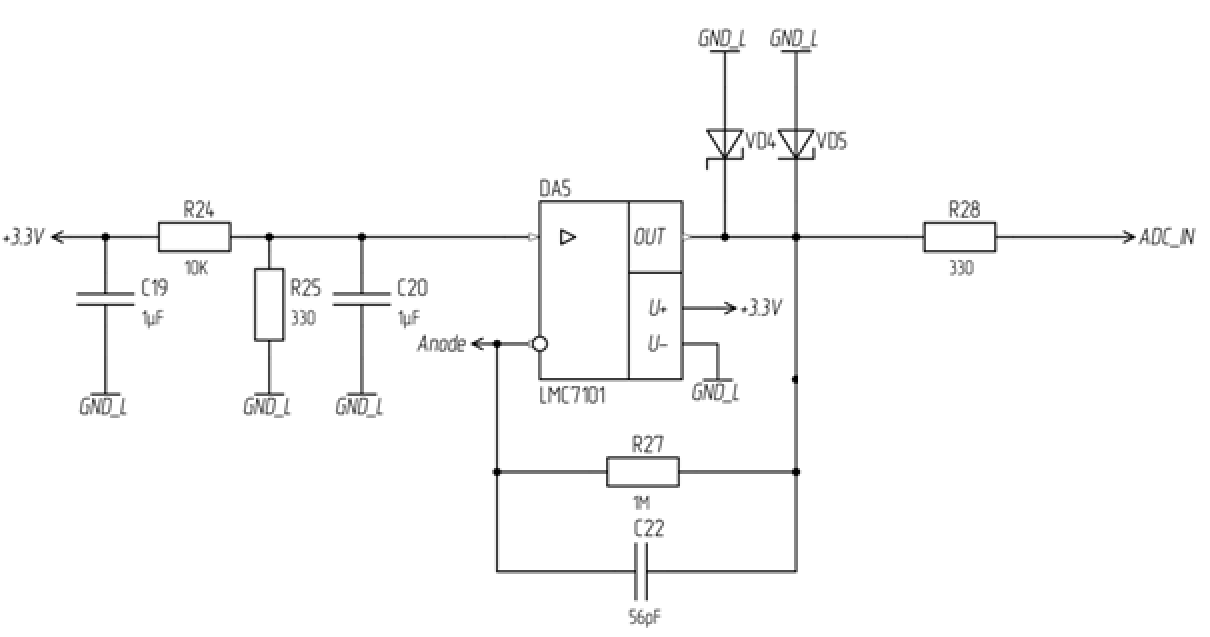 GND_L GND_L
VD4 VD5
DA5
R24
R28
+3.3V
OUT
ADC_IN
10K
330
C19
1µF
R25
330
C20
1µF
U+
+3.3V
Anode
U-
GND_L
LMC7101
GND_L GND_L GND_L
R27
1M
C22
56pF